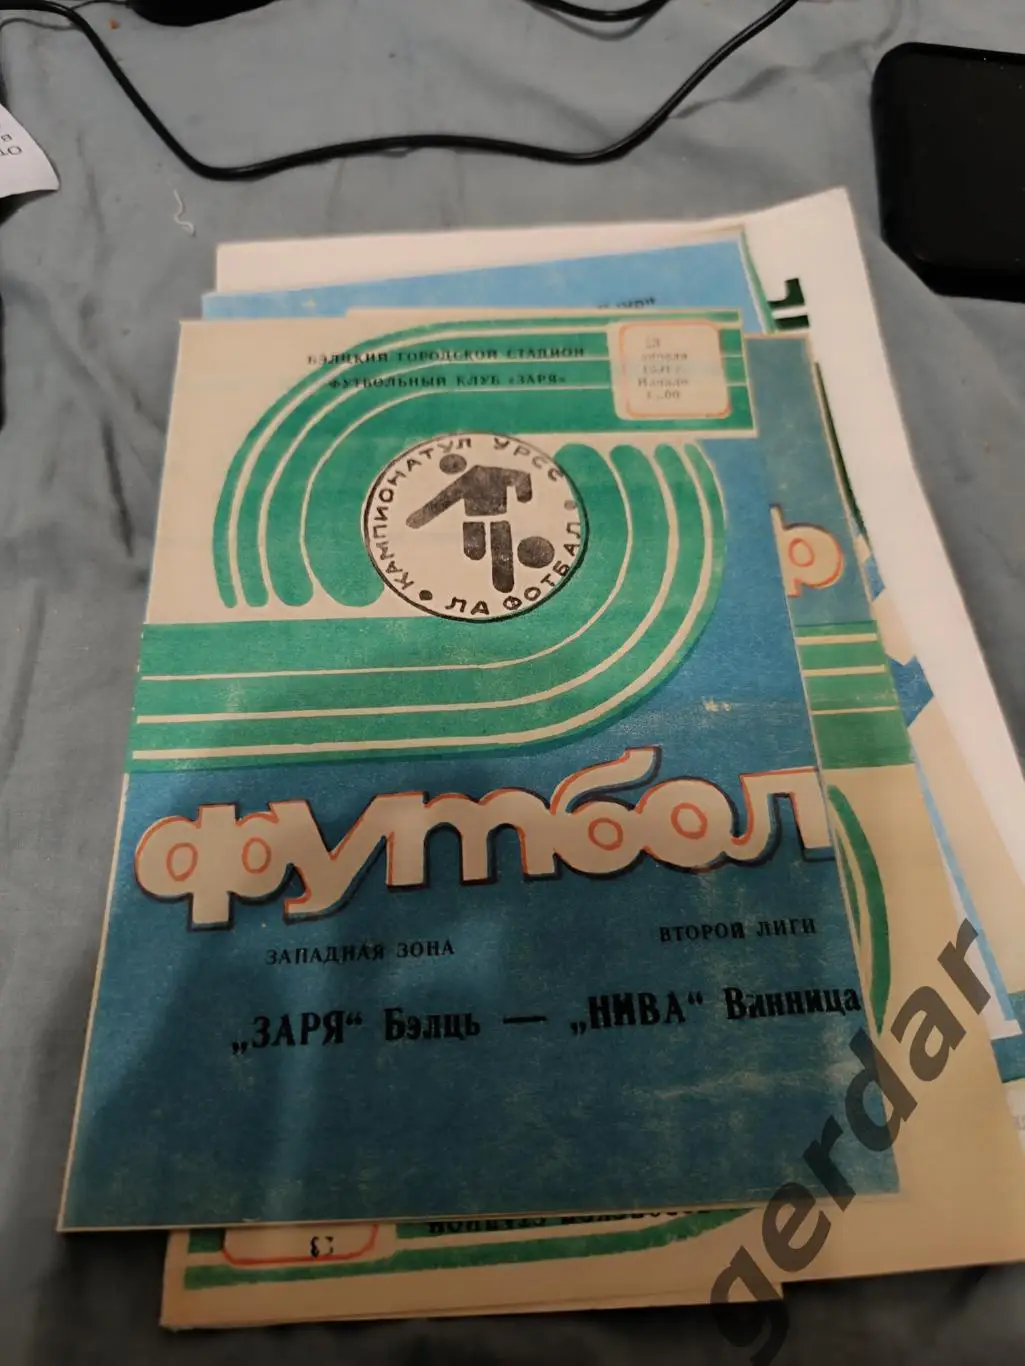 БЭЛЦКИЙ ГОРОДСКОЙ СТАДИОН
ФУТБОЛЬНЫЙ КЛУБ «ЗАРЯ»
Начало
КАМПИОНАТУЛ УРСС
ЛА ФОТБАЛ
футбол
ЗАПАДНАЯ ЗОНА
ВТОРОЙ ЛИГИ
„ЗАРЯ“ Бэлць — „НИВА“ Винница
gerdar